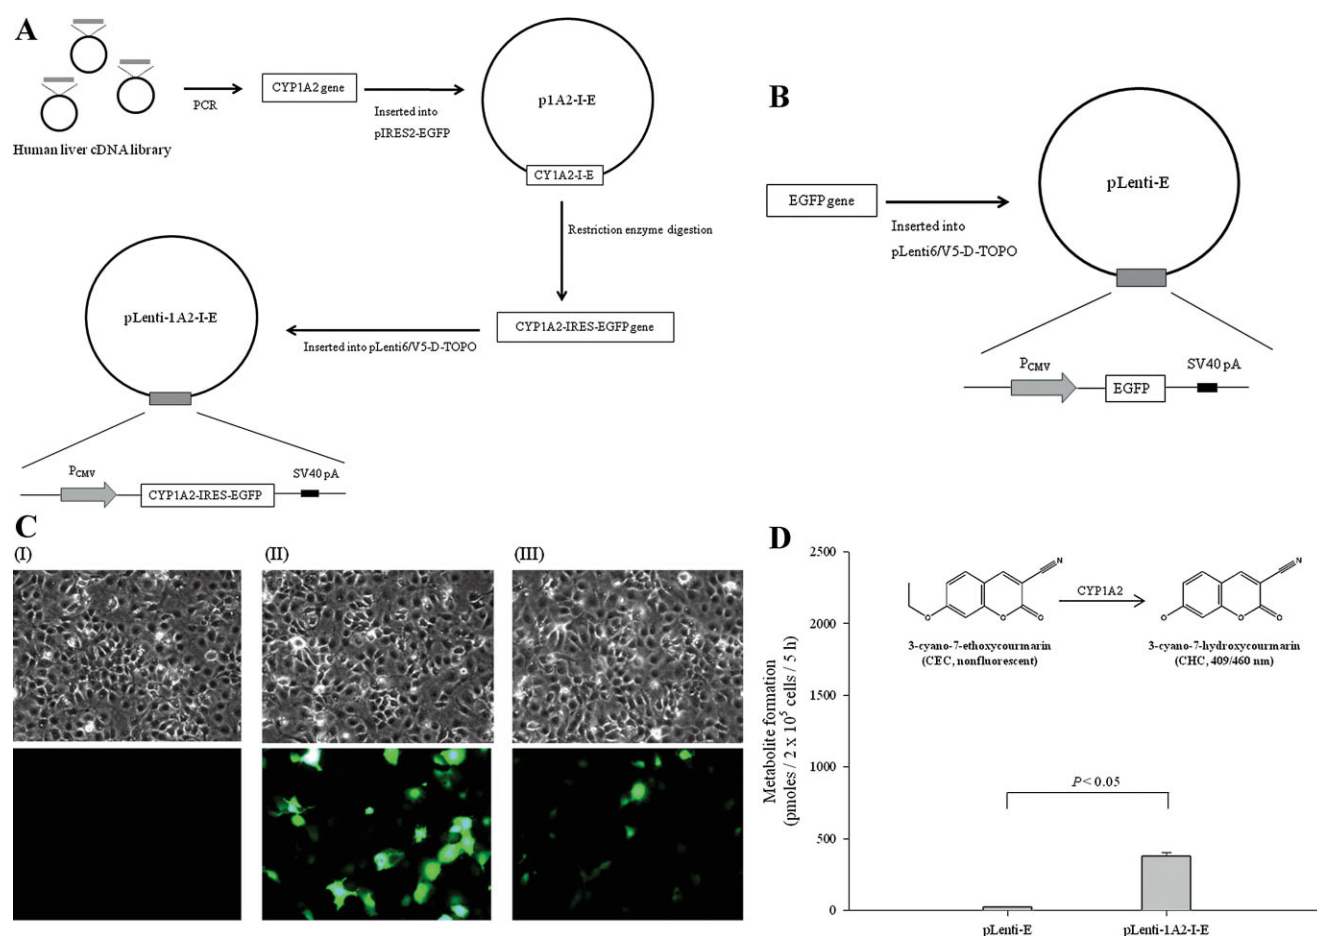 A
PCR
Human liver cDNA library
CYP1A2 gene
Inserted into
pIRES2-EGFP
p1A2-I-E
CY1A2-I-E
Restriction enzyme digestion
CYP1A2-IRES-EGFP gene
Inserted into pLenti6/V5-D-TOPO
pLenti-1A2-I-E
PCMV
CYP1A2-IRES-EGFP
SV40 pA
B
EGFP gene
Inserted into
pLenti6/V5-D-TOPO
pLenti-E
PCMV
EGFP
SV40 pA
C
(I)
(II)
(III)
D
Metabolite formation
(pmoles / 2 x 10⁵ cells / 5 h)
2500
2000
1500
1000
500
0
N
O
O
O
CYP1A2
N
O
O
O
3-cyano-7-ethoxycourmarin
(CEC, nonfluorescent)
3-cyano-7-hydroxycourmarin
(CHC, 409/460 nm)
P < 0.05
pLenti-E
pLenti-1A2-I-E